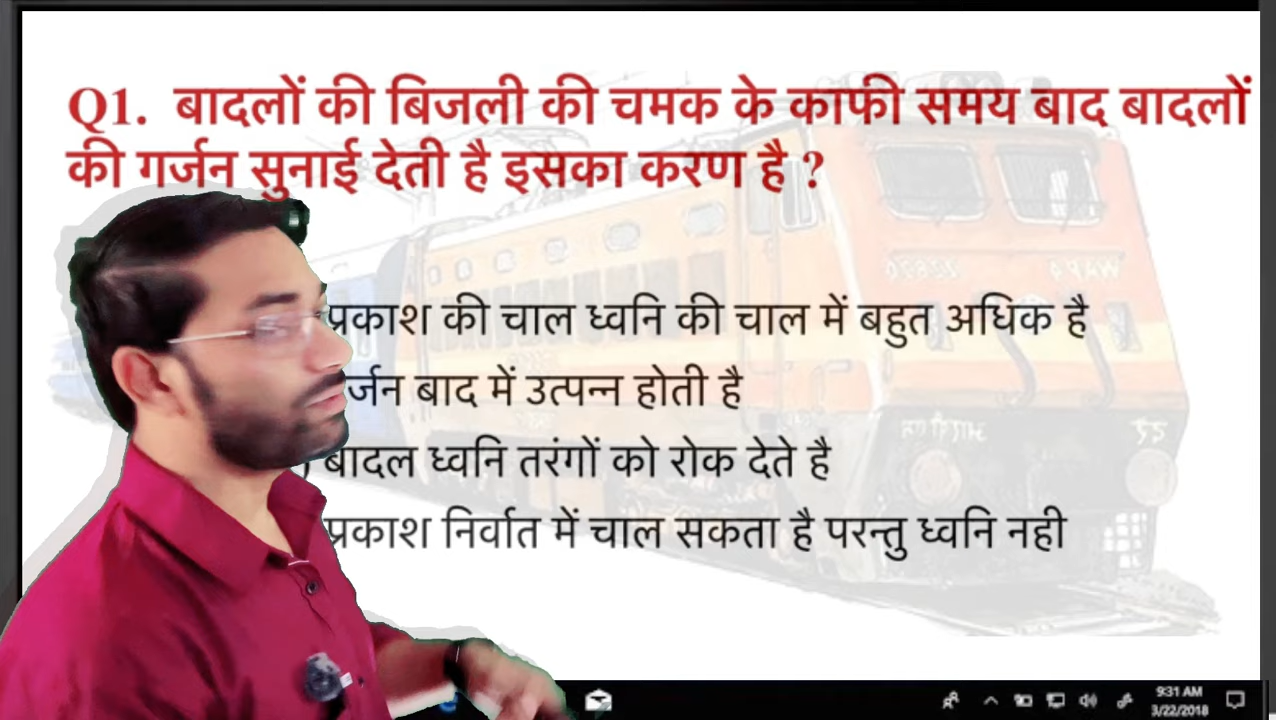 Q1. बादलों की बिजली की चमक के काफी समय बाद बादलों
की गर्जन सुनाई देती है इसका करण है ?
प्रकाश की चाल ध्वनि की चाल में बहुत अधिक है
र्जन बाद में उत्पन्न होती है
) बादल ध्वनि तरंगों को रोक देते है
प्रकाश निर्वात में चाल सकता है परन्तु ध्वनि नही
9:31 AM
3/22/2018